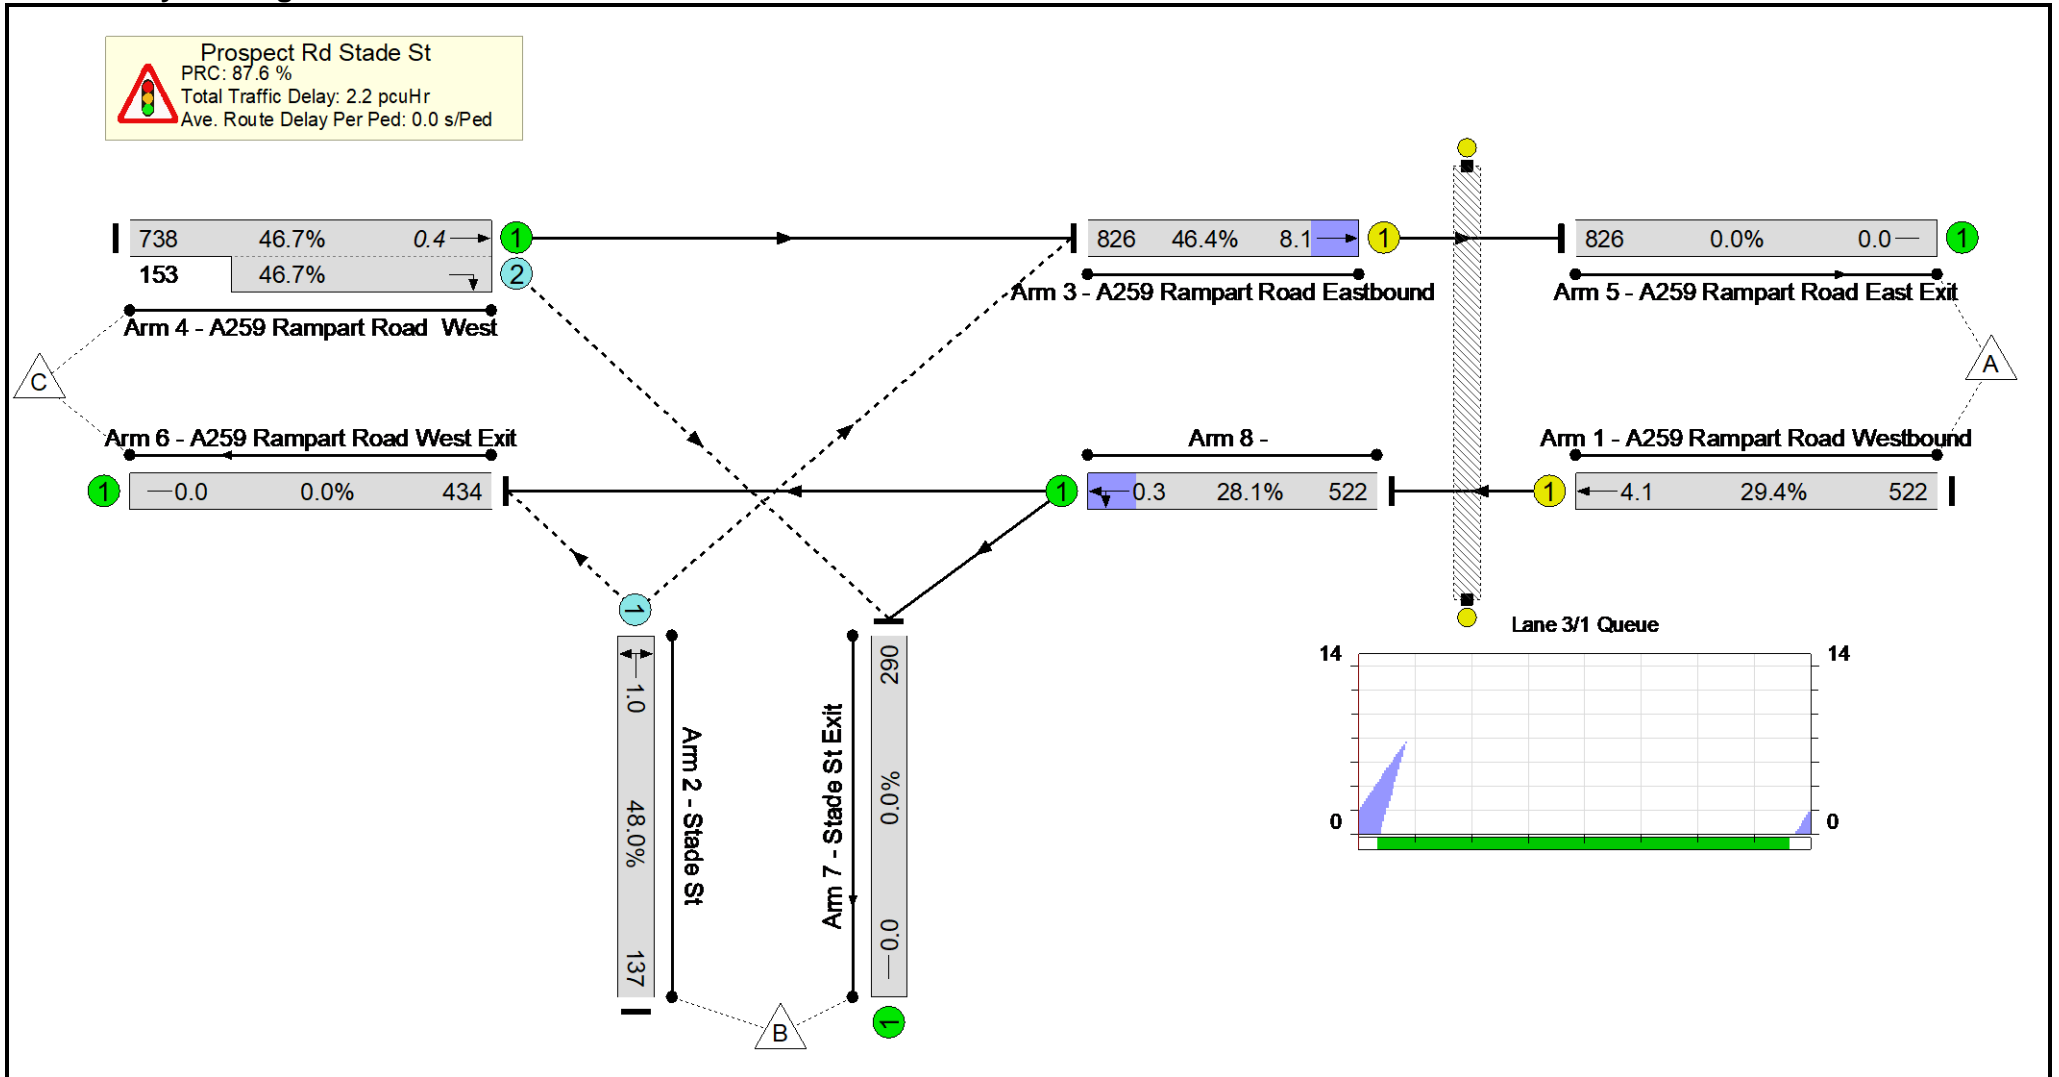 Prospect Rd Stade St
PRC: 87.6 %
Total Traffic Delay: 2.2 pcuHr
Ave. Route Delay Per Ped: 0.0 s/Ped
738 46.7% 0.4 1
153 46.7% 2
Arm 4 - A259 Rampart Road West
826 46.4% 8.1 1
Arm 3 - A259 Rampart Road Eastbound
826 0.0% 0.0 1
Arm 5 - A259 Rampart Road East Exit
C
A
Arm 6 - A259 Rampart Road West Exit
1 0.0 0.0% 434
Arm 8 -
1 0.3 28.1% 522
Arm 1 - A259 Rampart Road Westbound
1 4.1 29.4% 522
1
1.0 48.0% 137
Arm 2 - Stade St
Arm 7 - Stade St Exit
290 0.0% 0.0
1
B
Lane 3/1 Queue
14 14
0 0